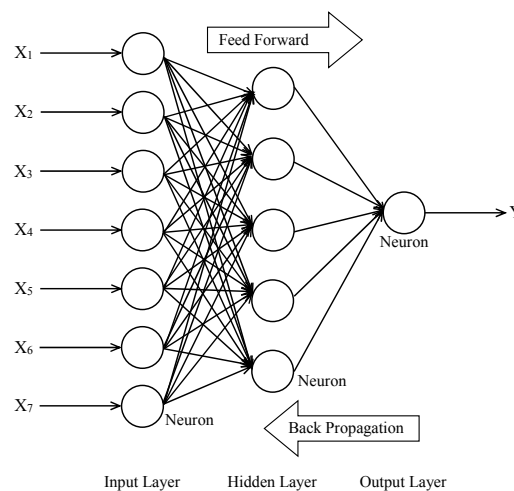 Feed Forward
X1
X2
X3
X4
X5
X6
X7
Y
Neuron
Neuron
Neuron
Back Propagation
Input Layer
Hidden Layer
Output Layer